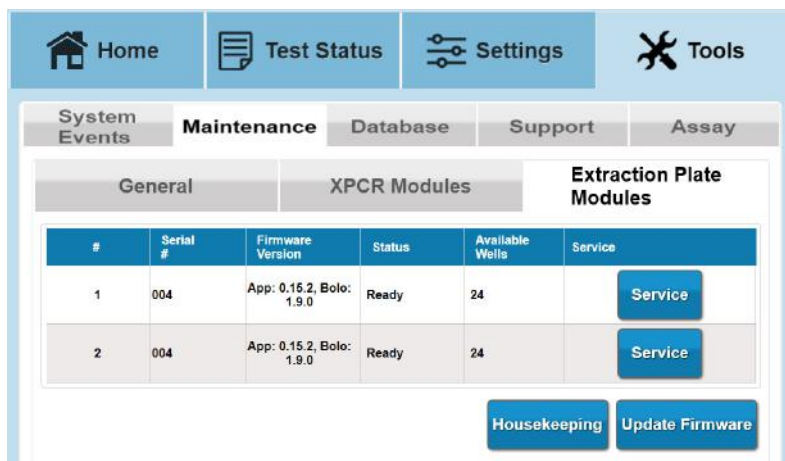 Home Test Status Settings Tools
System Events Maintenance Database Support Assay
General XPCR Modules Extraction Plate Modules
# Serial # Firmware Version Status Available Wells Service
1 004 App: 0.15.2, Bolo: 1.9.0 Ready 24 Service
2 004 App: 0.15.2, Bolo: 1.9.0 Ready 24 Service
Housekeeping Update Firmware